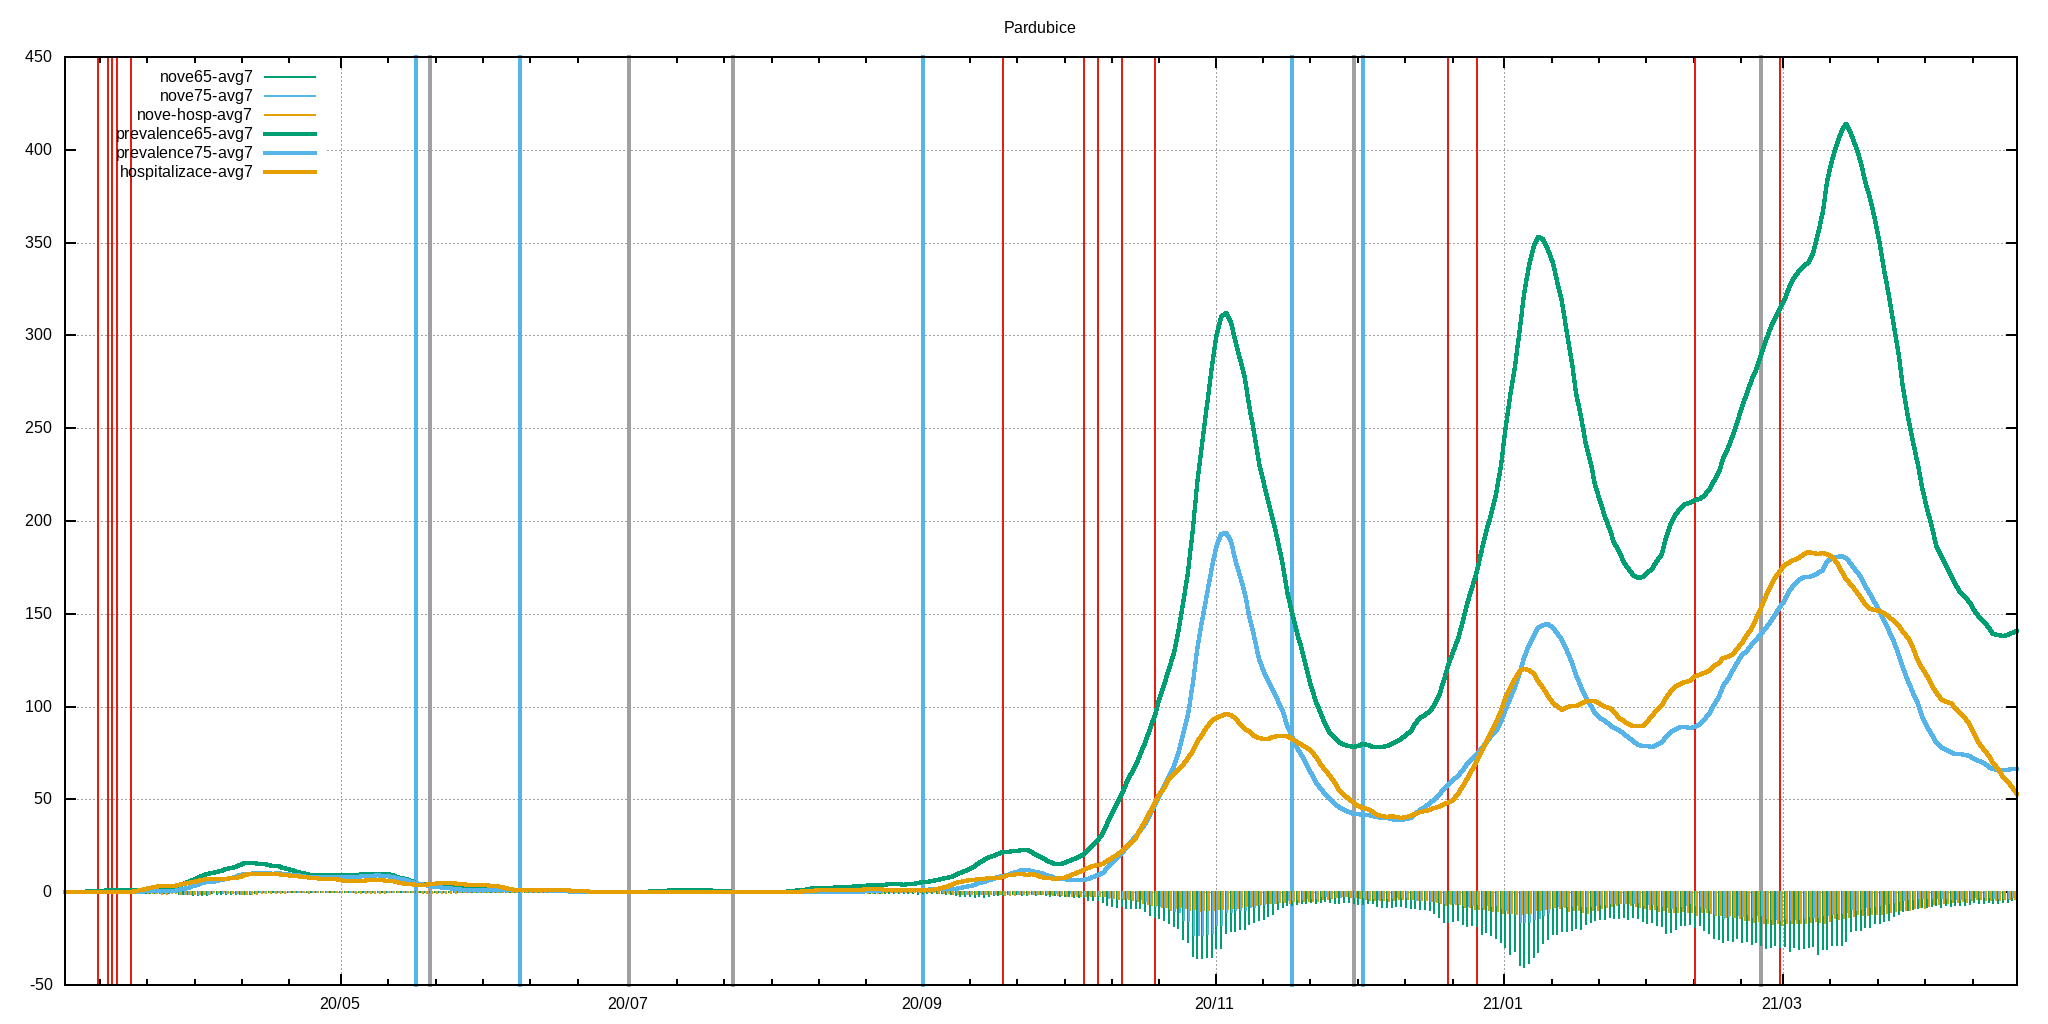 Pardubice
450
400
350
300
250
200
150
100
50
0
-50
nove65-avg7
nove75-avg7
nove-hosp-avg7
prevalence65-avg7
prevalence75-avg7
hospitalizace-avg7
20/05 20/07 20/09 20/11 21/01 21/03